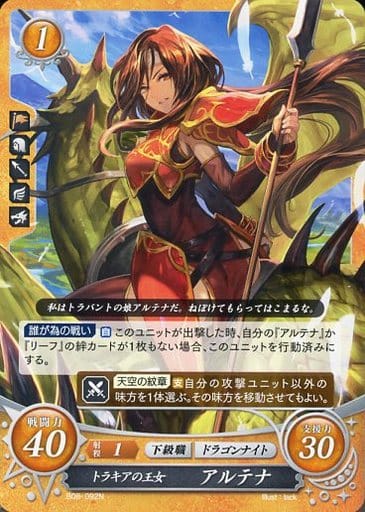 1
私はトラバントの娘アルテナだ。ねぼけてもらってはこまるな。
誰が為の戦い 自 このユニットが出撃した時、自分の『アルテナ』か
『リーフ』の絆カードが1枚もない場合、このユニットを行動済みに
する。
天空の紋章 支 自分の攻撃ユニット以外の
味方を1体選ぶ。その味方を移動させてもよい。
戦闘力
40
射程 1
下級職
ドラゴンナイト
支援力
30
トラキアの王女 アルテナ
B06-092N
Illust : tack